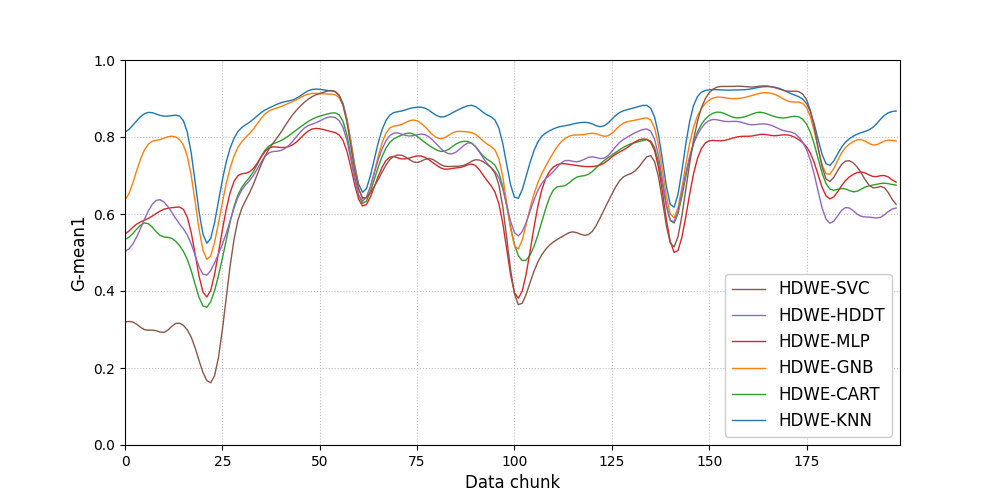 1.0
0.8
0.6
0.4
0.2
0.0
G-mean1
0 25 50 75 100 125 150 175
Data chunk
HDWE-SVC
HDWE-HDDT
HDWE-MLP
HDWE-GNB
HDWE-CART
HDWE-KNN